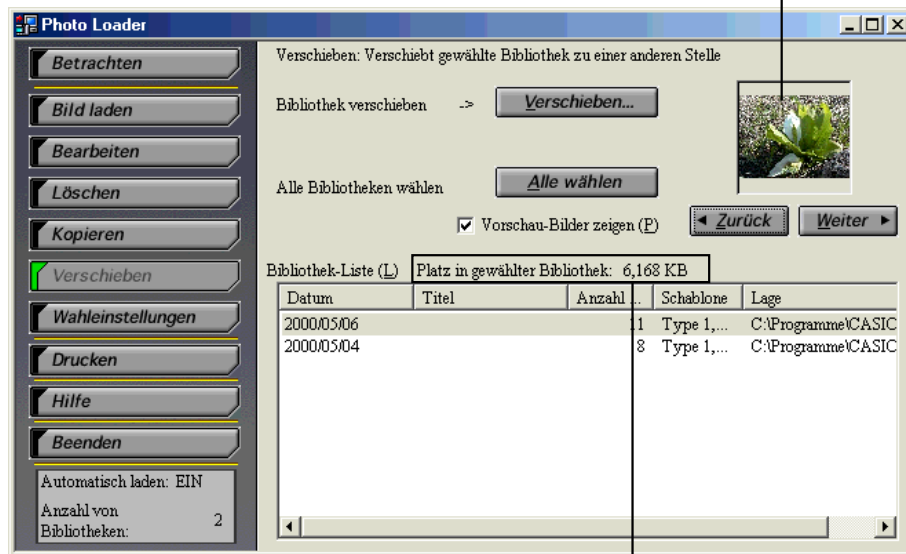 Photo Loader
Betrachten
Bild laden
Bearbeiten
Löschen
Kopieren
Verschieben
Wahleinstellungen
Drucken
Hilfe
Beenden
Automatisch laden: EIN
Anzahl von
Bibliotheken: 2
Verschieben: Verschiebt gewählte Bibliothek zu einer anderen Stelle
Bibliothek verschieben -> Verschieben...
Alle Bibliotheken wählen Alle wählen
Vorschau-Bilder zeigen (P)
Zurück Weiter
Bibliothek-Liste (L) Platz in gewählter Bibliothek: 6,168 KB
Datum Titel Anzahl ... Schablone Lage
2000/05/06 11 Type 1,... C:\Programme\CASIC
2000/05/04 8 Type 1,... C:\Programme\CASIC